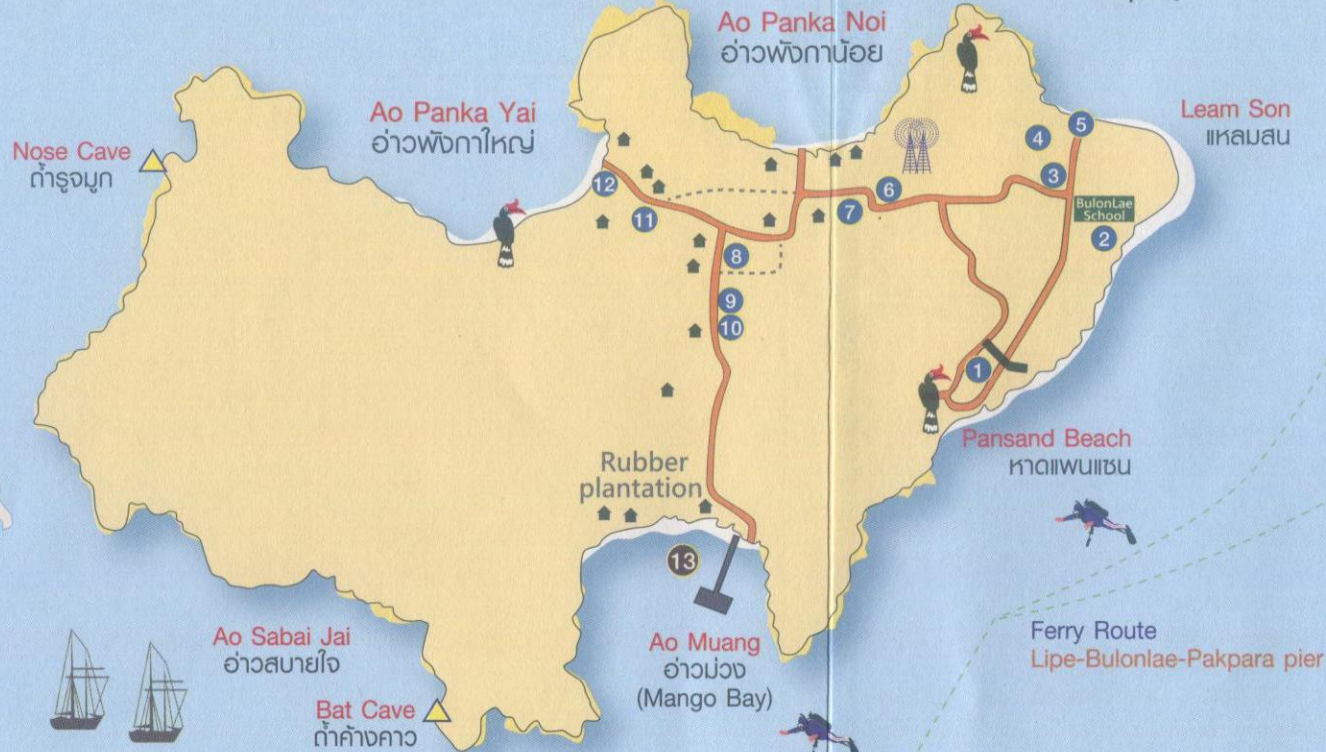 Ao Panka Noi
อ่าวพังกาน้อย
Ao Panka Yai
อ่าวพังกาใหญ่
Leam Son
แหลมสน
Nose Cave
ถ้ำรูจมูก
5
4
3
12
6
11
7
BulonLae
School
2
8
9
10
1
Pansand Beach
หาดแพนแซน
Rubber
plantation
13
Ao Sabai Jai
อ่าวสบายใจ
Ao Muang
อ่าวม่วง
(Mango Bay)
Ferry Route
Lipe-Bulonlae-Pakpara pier
Bat Cave
ถ้ำค้างคาว